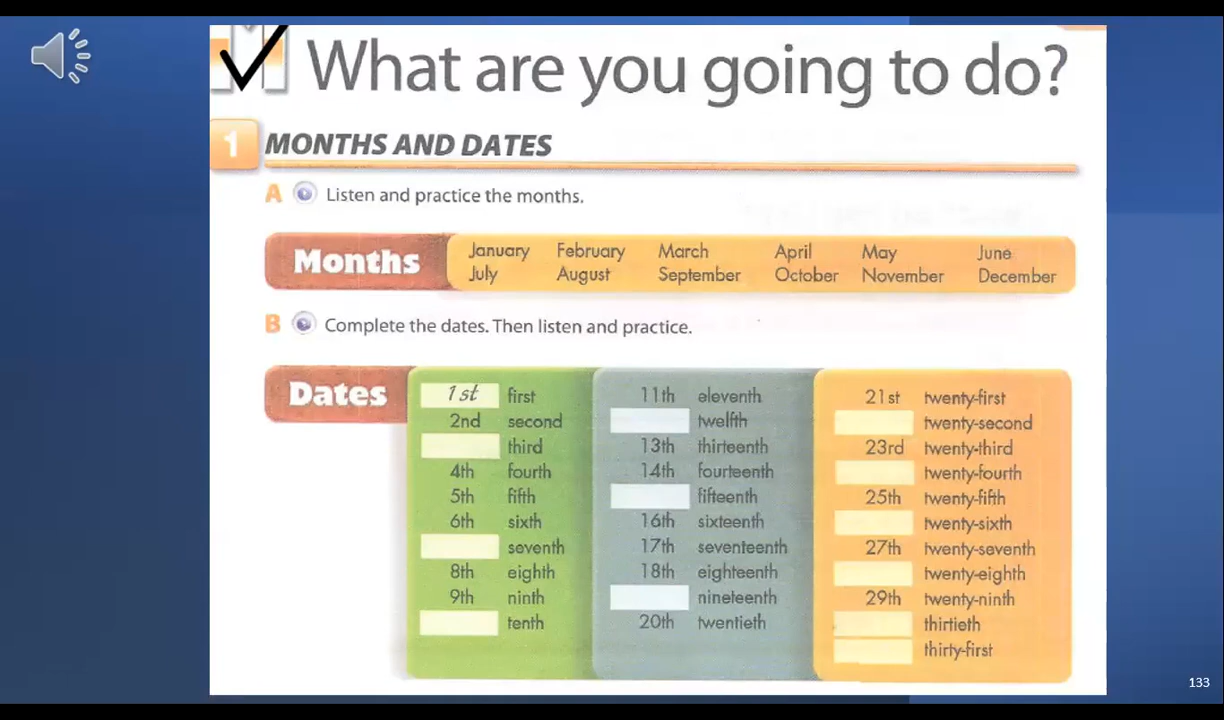 What are you going to do?
1 MONTHS AND DATES
A Listen and practice the months.
Months
January February March April May June
July August September October November December
B Complete the dates. Then listen and practice.
Dates
1st first
2nd second
third
4th fourth
5th fifth
6th sixth
seventh
8th eighth
9th ninth
tenth
11th eleventh
twelfth
13th thirteenth
14th fourteenth
fifteenth
16th sixteenth
17th seventeenth
18th eighteenth
nineteenth
20th twentieth
21st twenty-first
twenty-second
23rd twenty-third
twenty-fourth
25th twenty-fifth
twenty-sixth
27th twenty-seventh
twenty-eighth
29th twenty-ninth
thirtieth
thirty-first
133